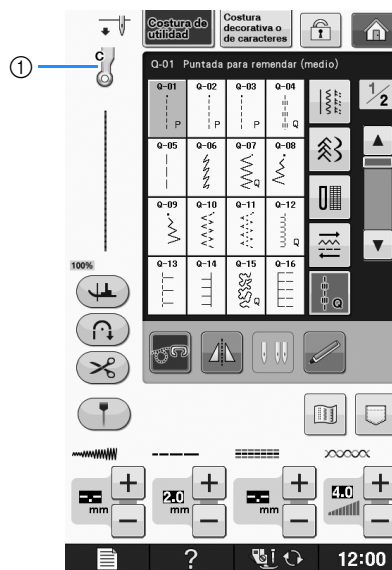 ①
C
Costura de
utilidad
Costura
decorativa o
de caracteres
Q-01 Puntada para remendar (medio)
1/2
Q-01 Q-02 Q-03 Q-04
P P P Q
Q-05 Q-06 Q-07 Q-08
Q
Q-09 Q-10 Q-11 Q-12
Q
Q-13 Q-14 Q-15 Q-16
Q
Q
100%
-.-
mm
2.0
mm
-.-
mm
4.0
+ + + +
- - - -
? 12:00